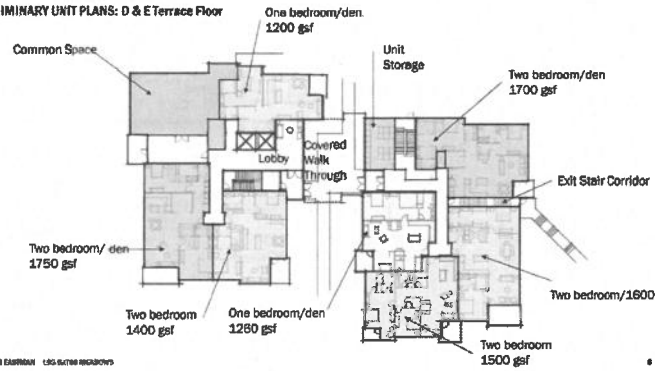 IMINARY UNIT PLANS: D & E Terrace Floor
One bedroom/den
1200 gsf
Common Space
Unit
Storage
Two bedroom/den
1700 gsf
Lobby
Covered
Walk
Through
Exit Stair Corridor
Two bedroom/ den
1750 gsf
Two bedroom
1400 gsf
One bedroom/den
1260 gsf
Two bedroom/1600
Two bedroom
1500 gsf
EASTMAN
6